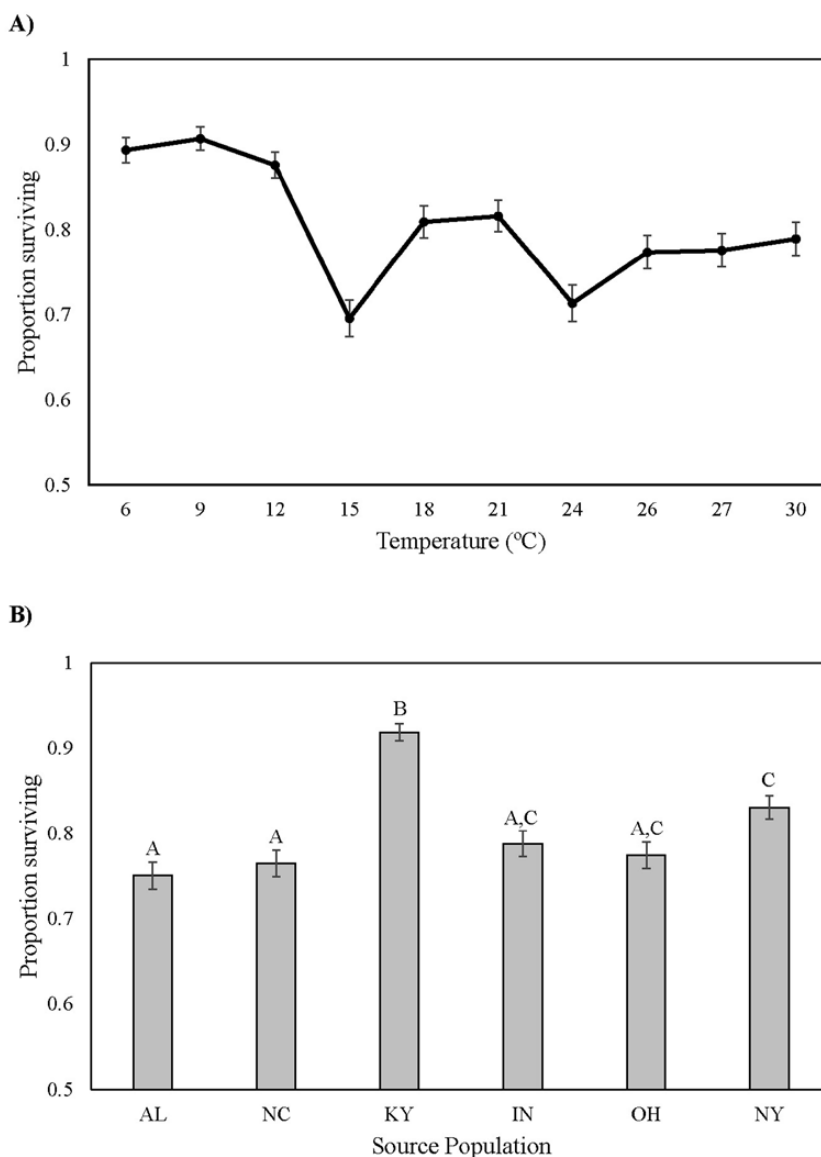 A)
1
0.9
0.8
0.7
0.6
0.5
Proportion surviving
6 9 12 15 18 21 24 26 27 30
Temperature (ºC)
B)
1
0.9
0.8
0.7
0.6
0.5
Proportion surviving
A A B A,C A,C C
AL NC KY IN OH NY
Source Population